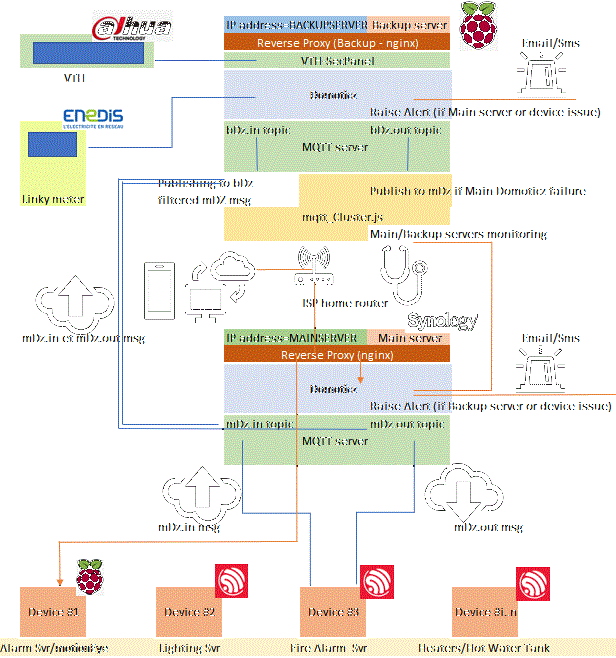 alhua
TECHNOLOGY
IP address=BACKUPSERVER
Backup server
Reverse Proxy (Backup - nginx)
VTH SecPanel
VTH
Email/Sms
Domoticz
Raise Alert (if Main server or device issue)
ENEDIS
L'ELECTRICITE EN RESEAU
bDz.in topic
bDz.out topic
MQTT server
Linky meter
Publishing to bDz
filtered mDZ msg
Publish to mDz if Main Domoticz failure
mqtt_Cluster.js
Main/Backup servers monitoring
ISP home router
Synology
mDz.in et mDz.out msg
IP address=MAINSERVER
Main server
Reverse Proxy (nginx)
Email/Sms
Domoticz
Raise Alert (if Backup server or device issue)
mDz.in topic
mDz.out topic
MQTT server
mDz.in msg
mDz.out msg
Device #1
Device #2
Device #3
Device #i. n
Alarm Svr/motioneye
Lighting Svr
Fire Alarm Svr
Heaters/Hot Water Tank